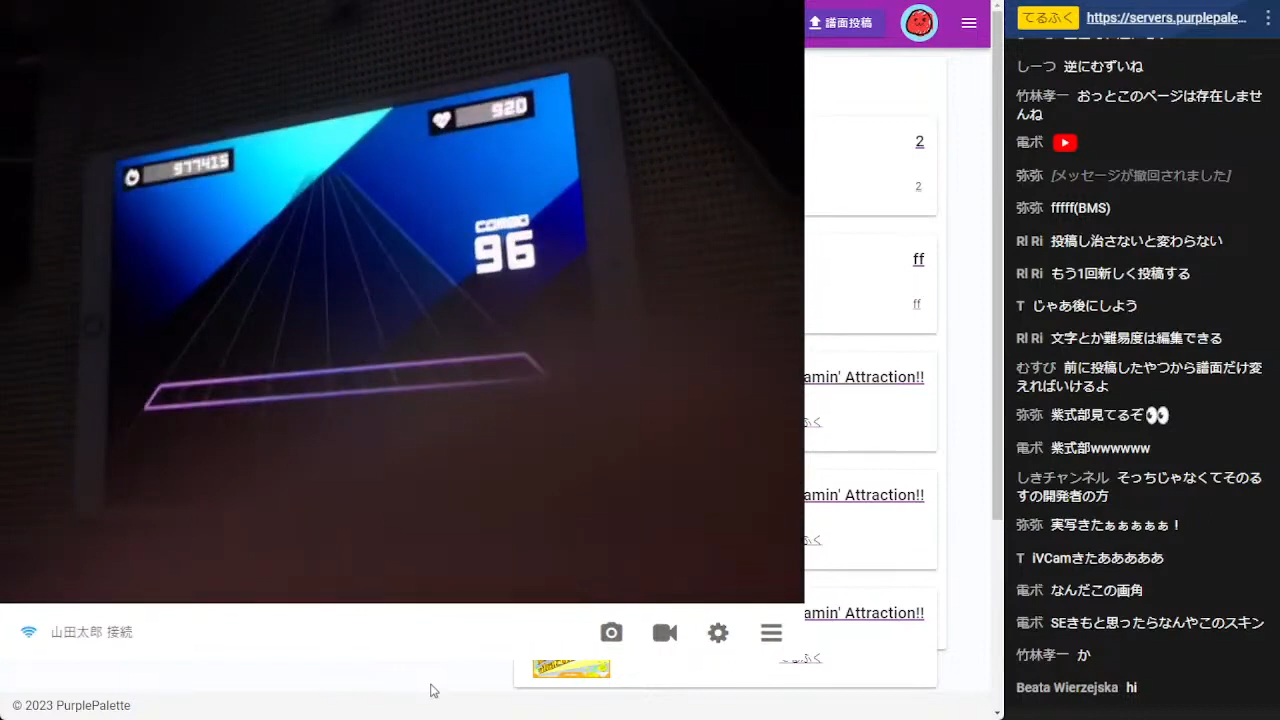 977415
920
COMBO
96
譜面投稿
2
2
ff
ff
amin' Attraction!!
ふく
amin' Attraction!!
ふく
amin' Attraction!!
てるふく
山田太郎 接続
© 2023 PurplePalette
てるふく https://servers.purplepale...
しーつ 逆にむずいね
竹林孝一 おっとこのページは存在しませ
んね
電ボ
弥弥 [メッセージが撤回されました]
弥弥 fffff(BMS)
Rl Ri 投稿し治さないと変わらない
Rl Ri もう1回新しく投稿する
T じゃあ後にしよう
Rl Ri 文字とか難易度は編集できる
むすび 前に投稿したやつから譜面だけ変
えればいけるよ
弥弥 紫式部見てるぞ👀
電ボ 紫式部wwwwww
しきチャンネル そっちじゃなくてそのる
すの開発者の方
弥弥 実写きたぁぁぁぁぁ！
T iVCamきたあああああ
電ボ なんだこの画角
電ボ SEきもと思ったらなんやこのスキン
竹林孝一 か
Beata Wierzejska hi